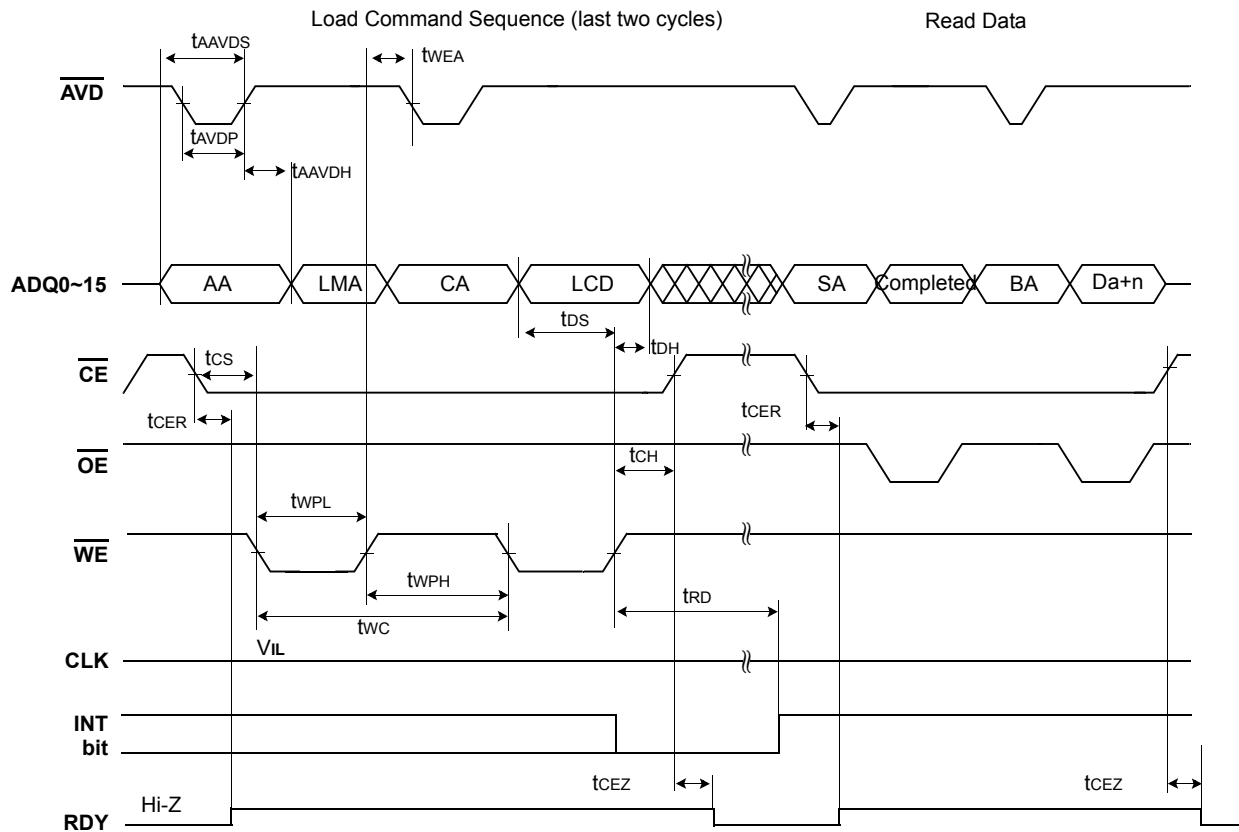 Load Command Sequence (last two cycles) Read Data
tAAVDS
tWEA
AVD
tAVDP
tAAVDH
ADQ0~15 AA LMA CA LCD SA Completed BA Da+n
tDS
tDH
tCS
CE
tCER tCER
OE
tCH
tWPL
WE
tWPH
tRD
tWC
VIL
CLK
INT
bit
tCEZ tCEZ
Hi-Z
RDY